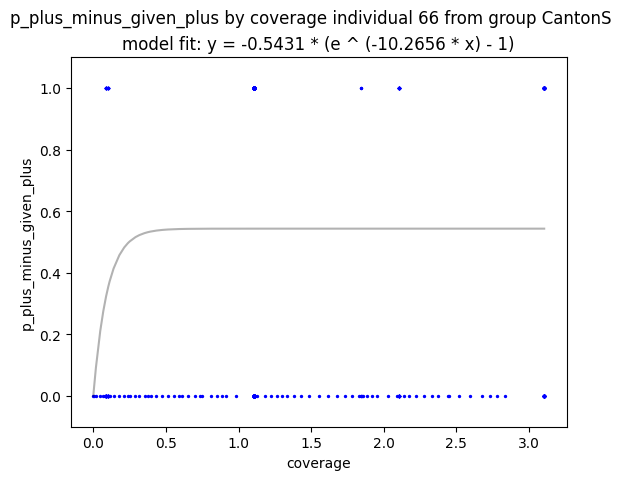 p_plus_minus_given_plus by coverage individual 66 from group CantonS
model fit: y = -0.5431 * (e ^ (-10.2656 * x) - 1)
1.0
0.8
0.6
0.4
0.2
0.0
p_plus_minus_given_plus
0.0 0.5 1.0 1.5 2.0 2.5 3.0
coverage